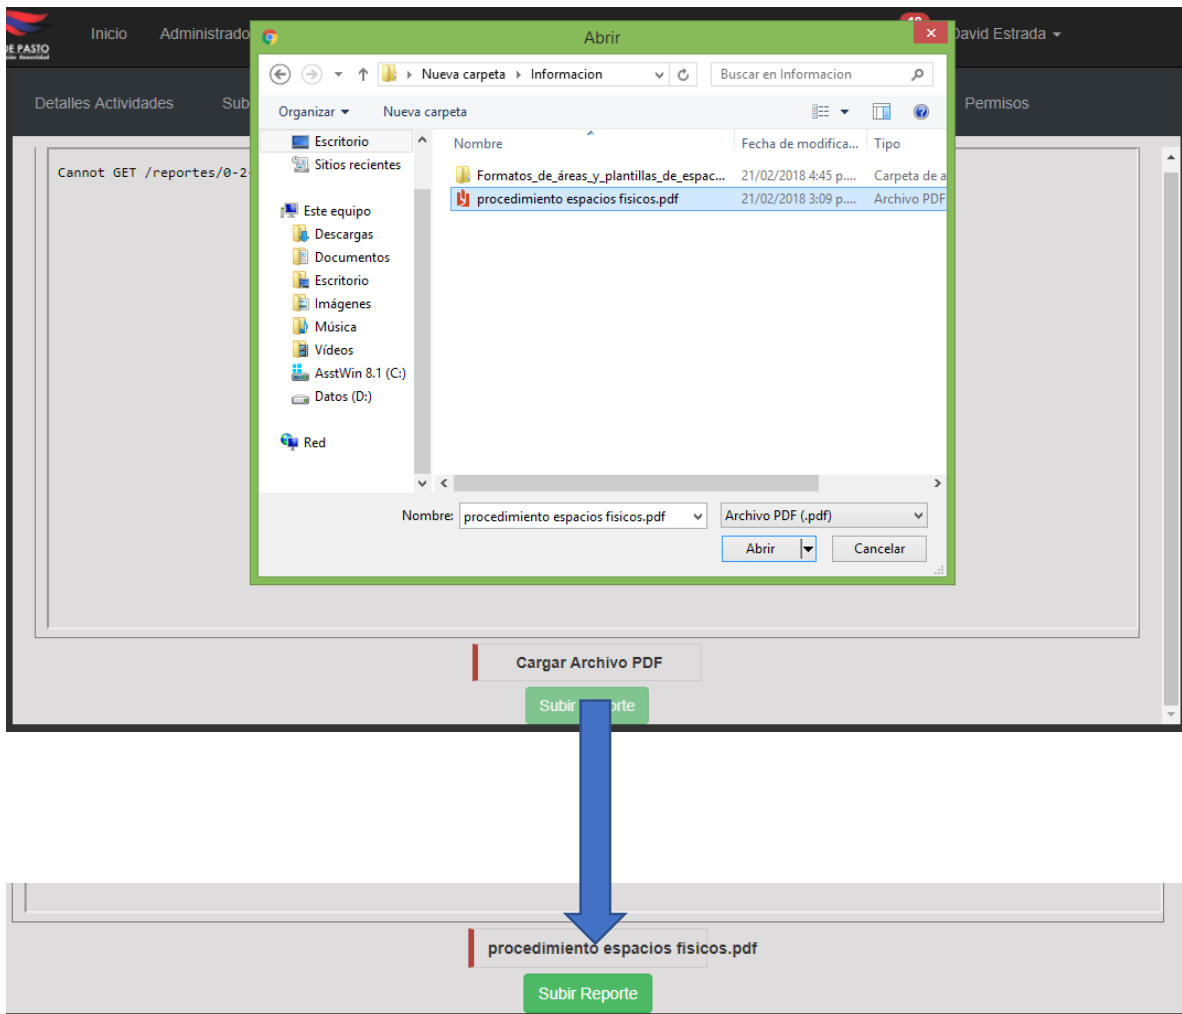 Inicio Administrado Abrir David Estrada
DE PASTO
Nueva carpeta Informacion Buscar en Informacion
Detalles Actividades Sub Organizar Nueva carpeta Permisos
Escritorio Nombre Fecha de modifica... Tipo
Sitios recientes
Cannot GET /reportes/0-2
Formatos_de_áreas_y_plantillas_de_espac... 21/02/2018 4:45 p.... Carpeta de a
procedimiento espacios fisicos.pdf 21/02/2018 3:09 p.... Archivo PDF
Este equipo
Descargas
Documentos
Escritorio
Imágenes
Música
Vídeos
AsstWin 8.1 (C:)
Datos (D:)
Red
Nombre: procedimiento espacios fisicos.pdf Archivo PDF (.pdf)
Abrir Cancelar
Cargar Archivo PDF
Subir orte
procedimiento espacios fisicos.pdf
Subir Reporte